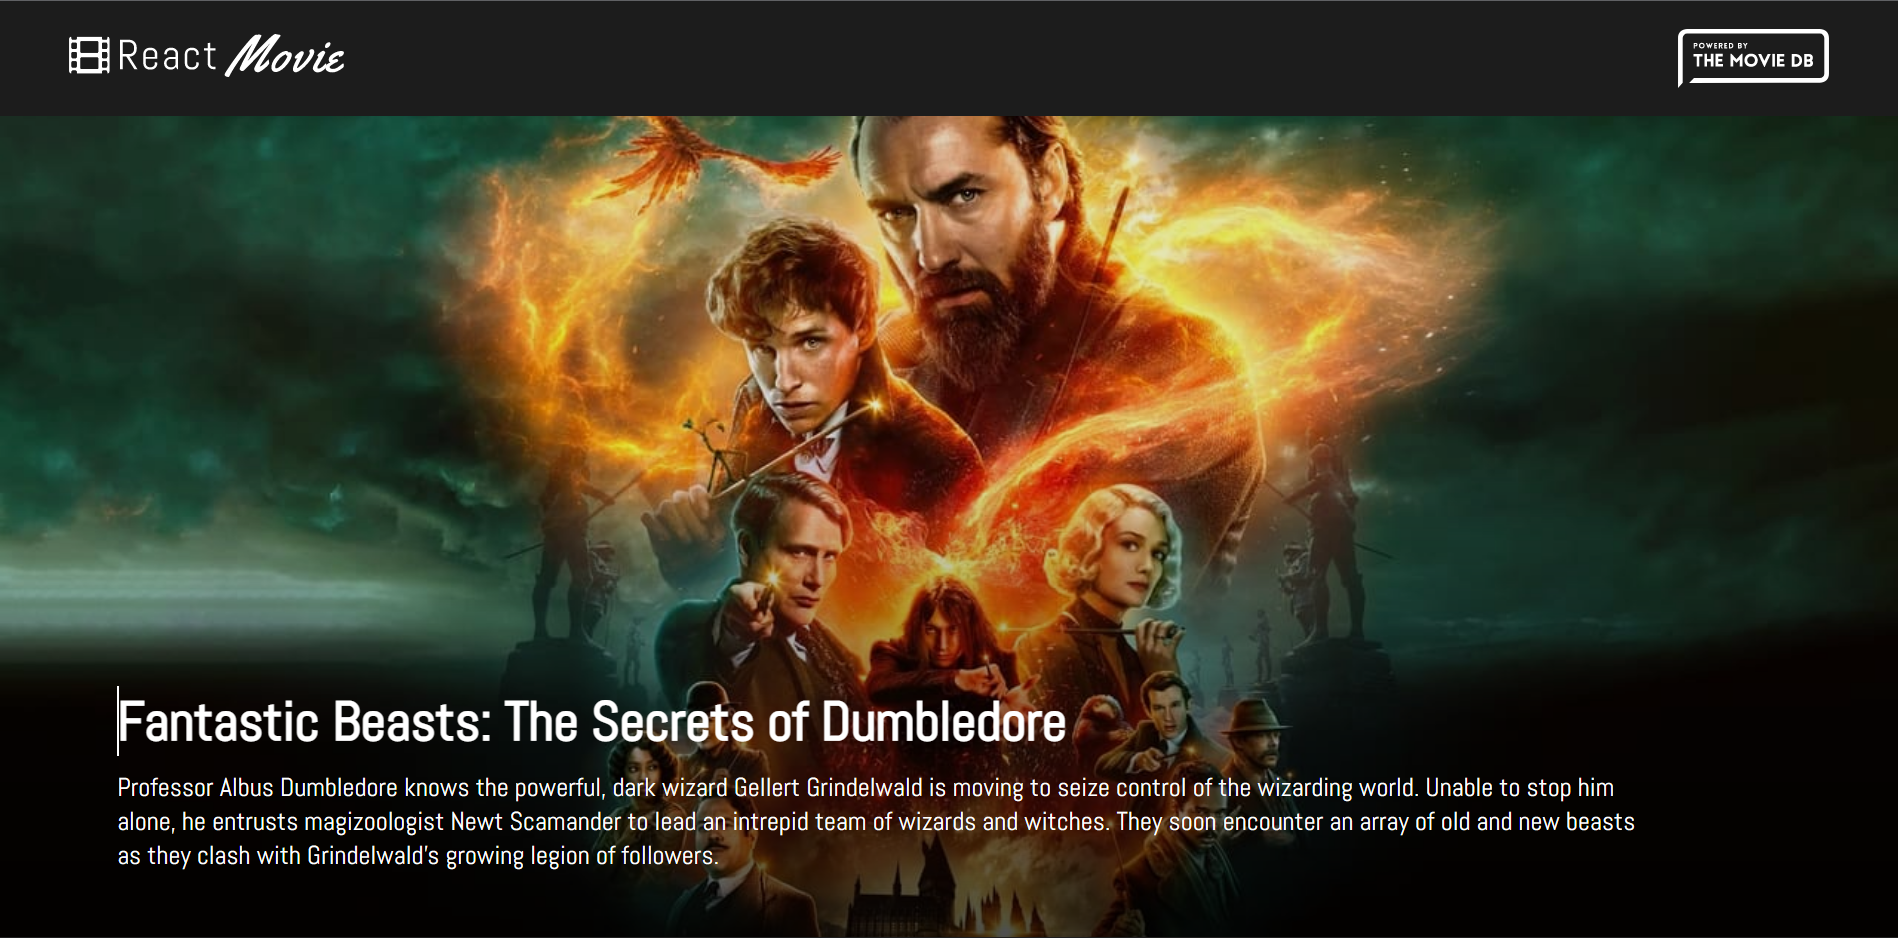 React Movie
POWERED BY
THE MOVIE DB
Fantastic Beasts: The Secrets of Dumbledore
Professor Albus Dumbledore knows the powerful, dark wizard Gellert Grindelwald is moving to seize control of the wizarding world. Unable to stop him
alone, he entrusts magizoologist Newt Scamander to lead an intrepid team of wizards and witches. They soon encounter an array of old and new beasts
as they clash with Grindelwald's growing legion of followers.